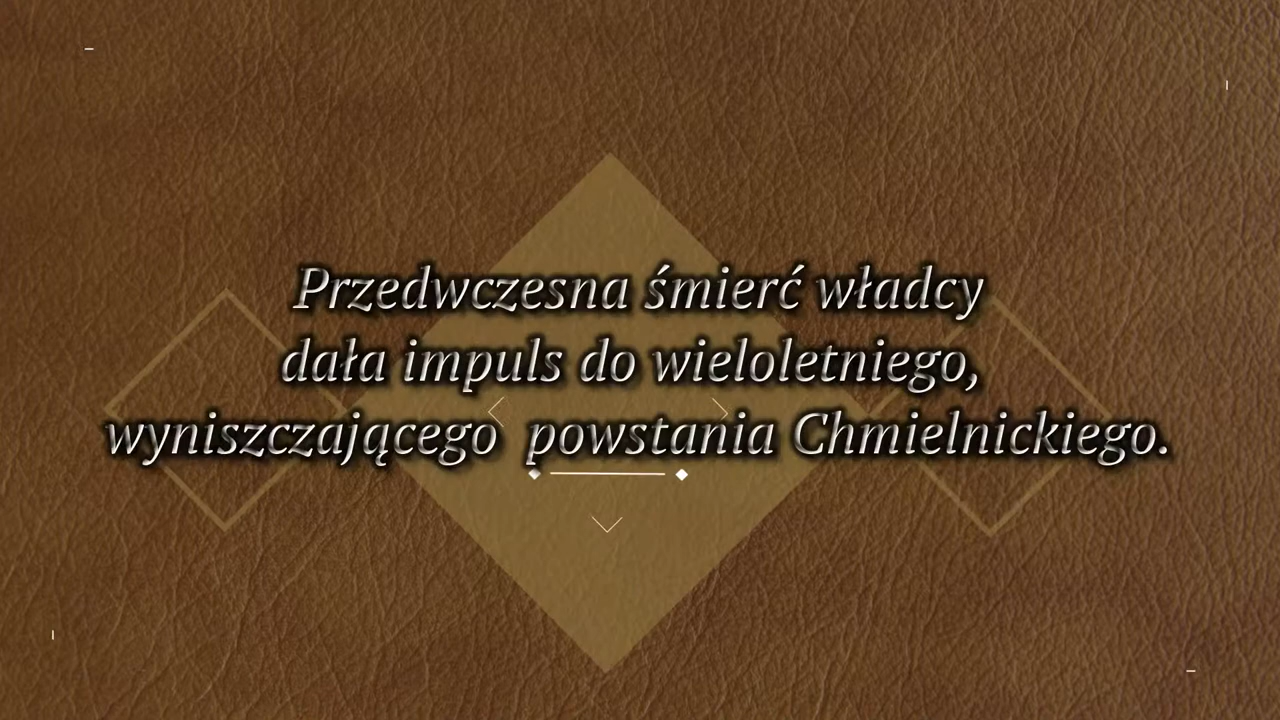 Przedwczesna śmierć władcy
dała impuls do wieloletniego,
wyniszczającego powstania Chmielnickiego.